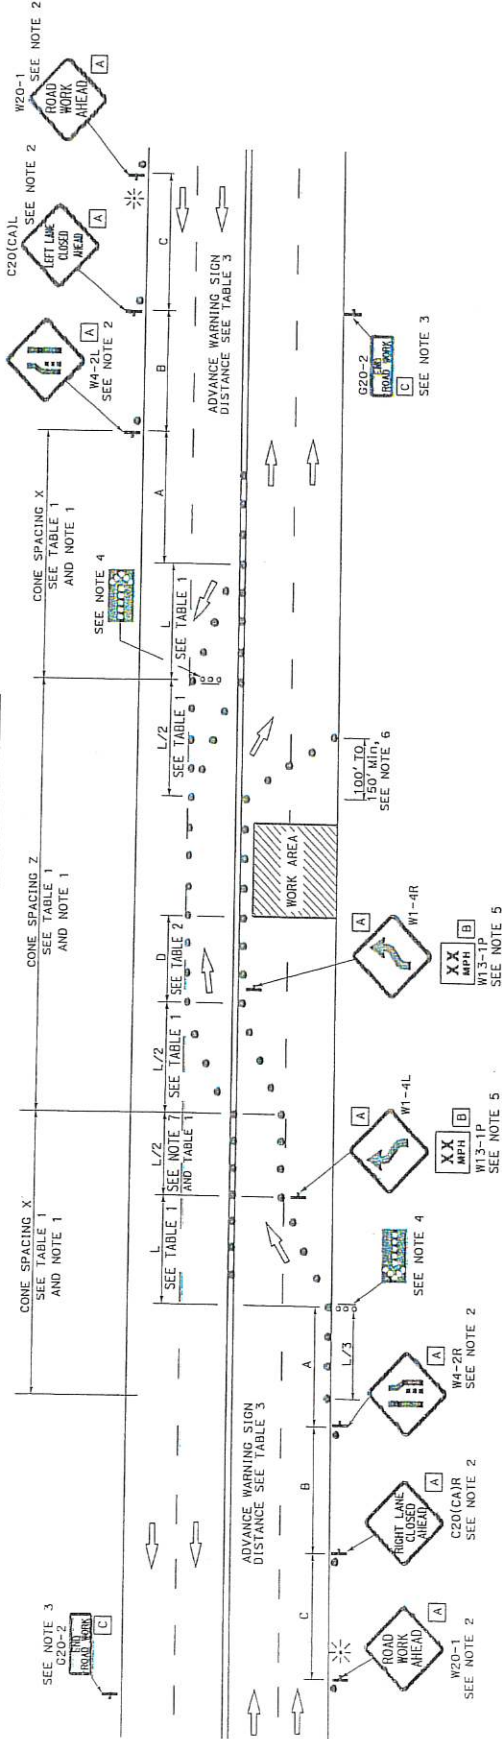 SEE NOTE 3
G20-2
END
ROAD WORK
C
CONE SPACING X
SEE TABLE 1
AND NOTE 1
CONE SPACING Z
SEE TABLE 1
AND NOTE 1
CONE SPACING X
SEE TABLE 1
AND NOTE 1
SEE NOTE 4
W4-2L
SEE NOTE 2
A
C20(CA)L
SEE NOTE 2
LEFT LANE
CLOSED
AHEAD
A
W20-1
SEE NOTE 2
ROAD
WORK
AHEAD
A
L
SEE TABLE 1
L/2
SEE NOTE 7
AND TABLE 1
L/2
SEE TABLE 1
D
SEE TABLE 2
L/2
SEE TABLE 1
L
SEE TABLE 1
A
B
C
ADVANCE WARNING SIGN
DISTANCE SEE TABLE 3
ADVANCE WARNING SIGN
DISTANCE SEE TABLE 3
C
B
A
L/3
WORK AREA
100' TO
150' Min,
SEE NOTE 6
ROAD
WORK
AHEAD
A
W20-1
SEE NOTE 2
RIGHT LANE
CLOSED
AHEAD
A
C20(CA)R
SEE NOTE 2
A
W4-2R
SEE NOTE 2
SEE NOTE 4
A
W1-4L
XX
MPH
B
W13-1P
SEE NOTE 5
A
W1-4R
XX
MPH
B
W13-1P
SEE NOTE 5
G20-2
END
ROAD WORK
C
SEE NOTE 3